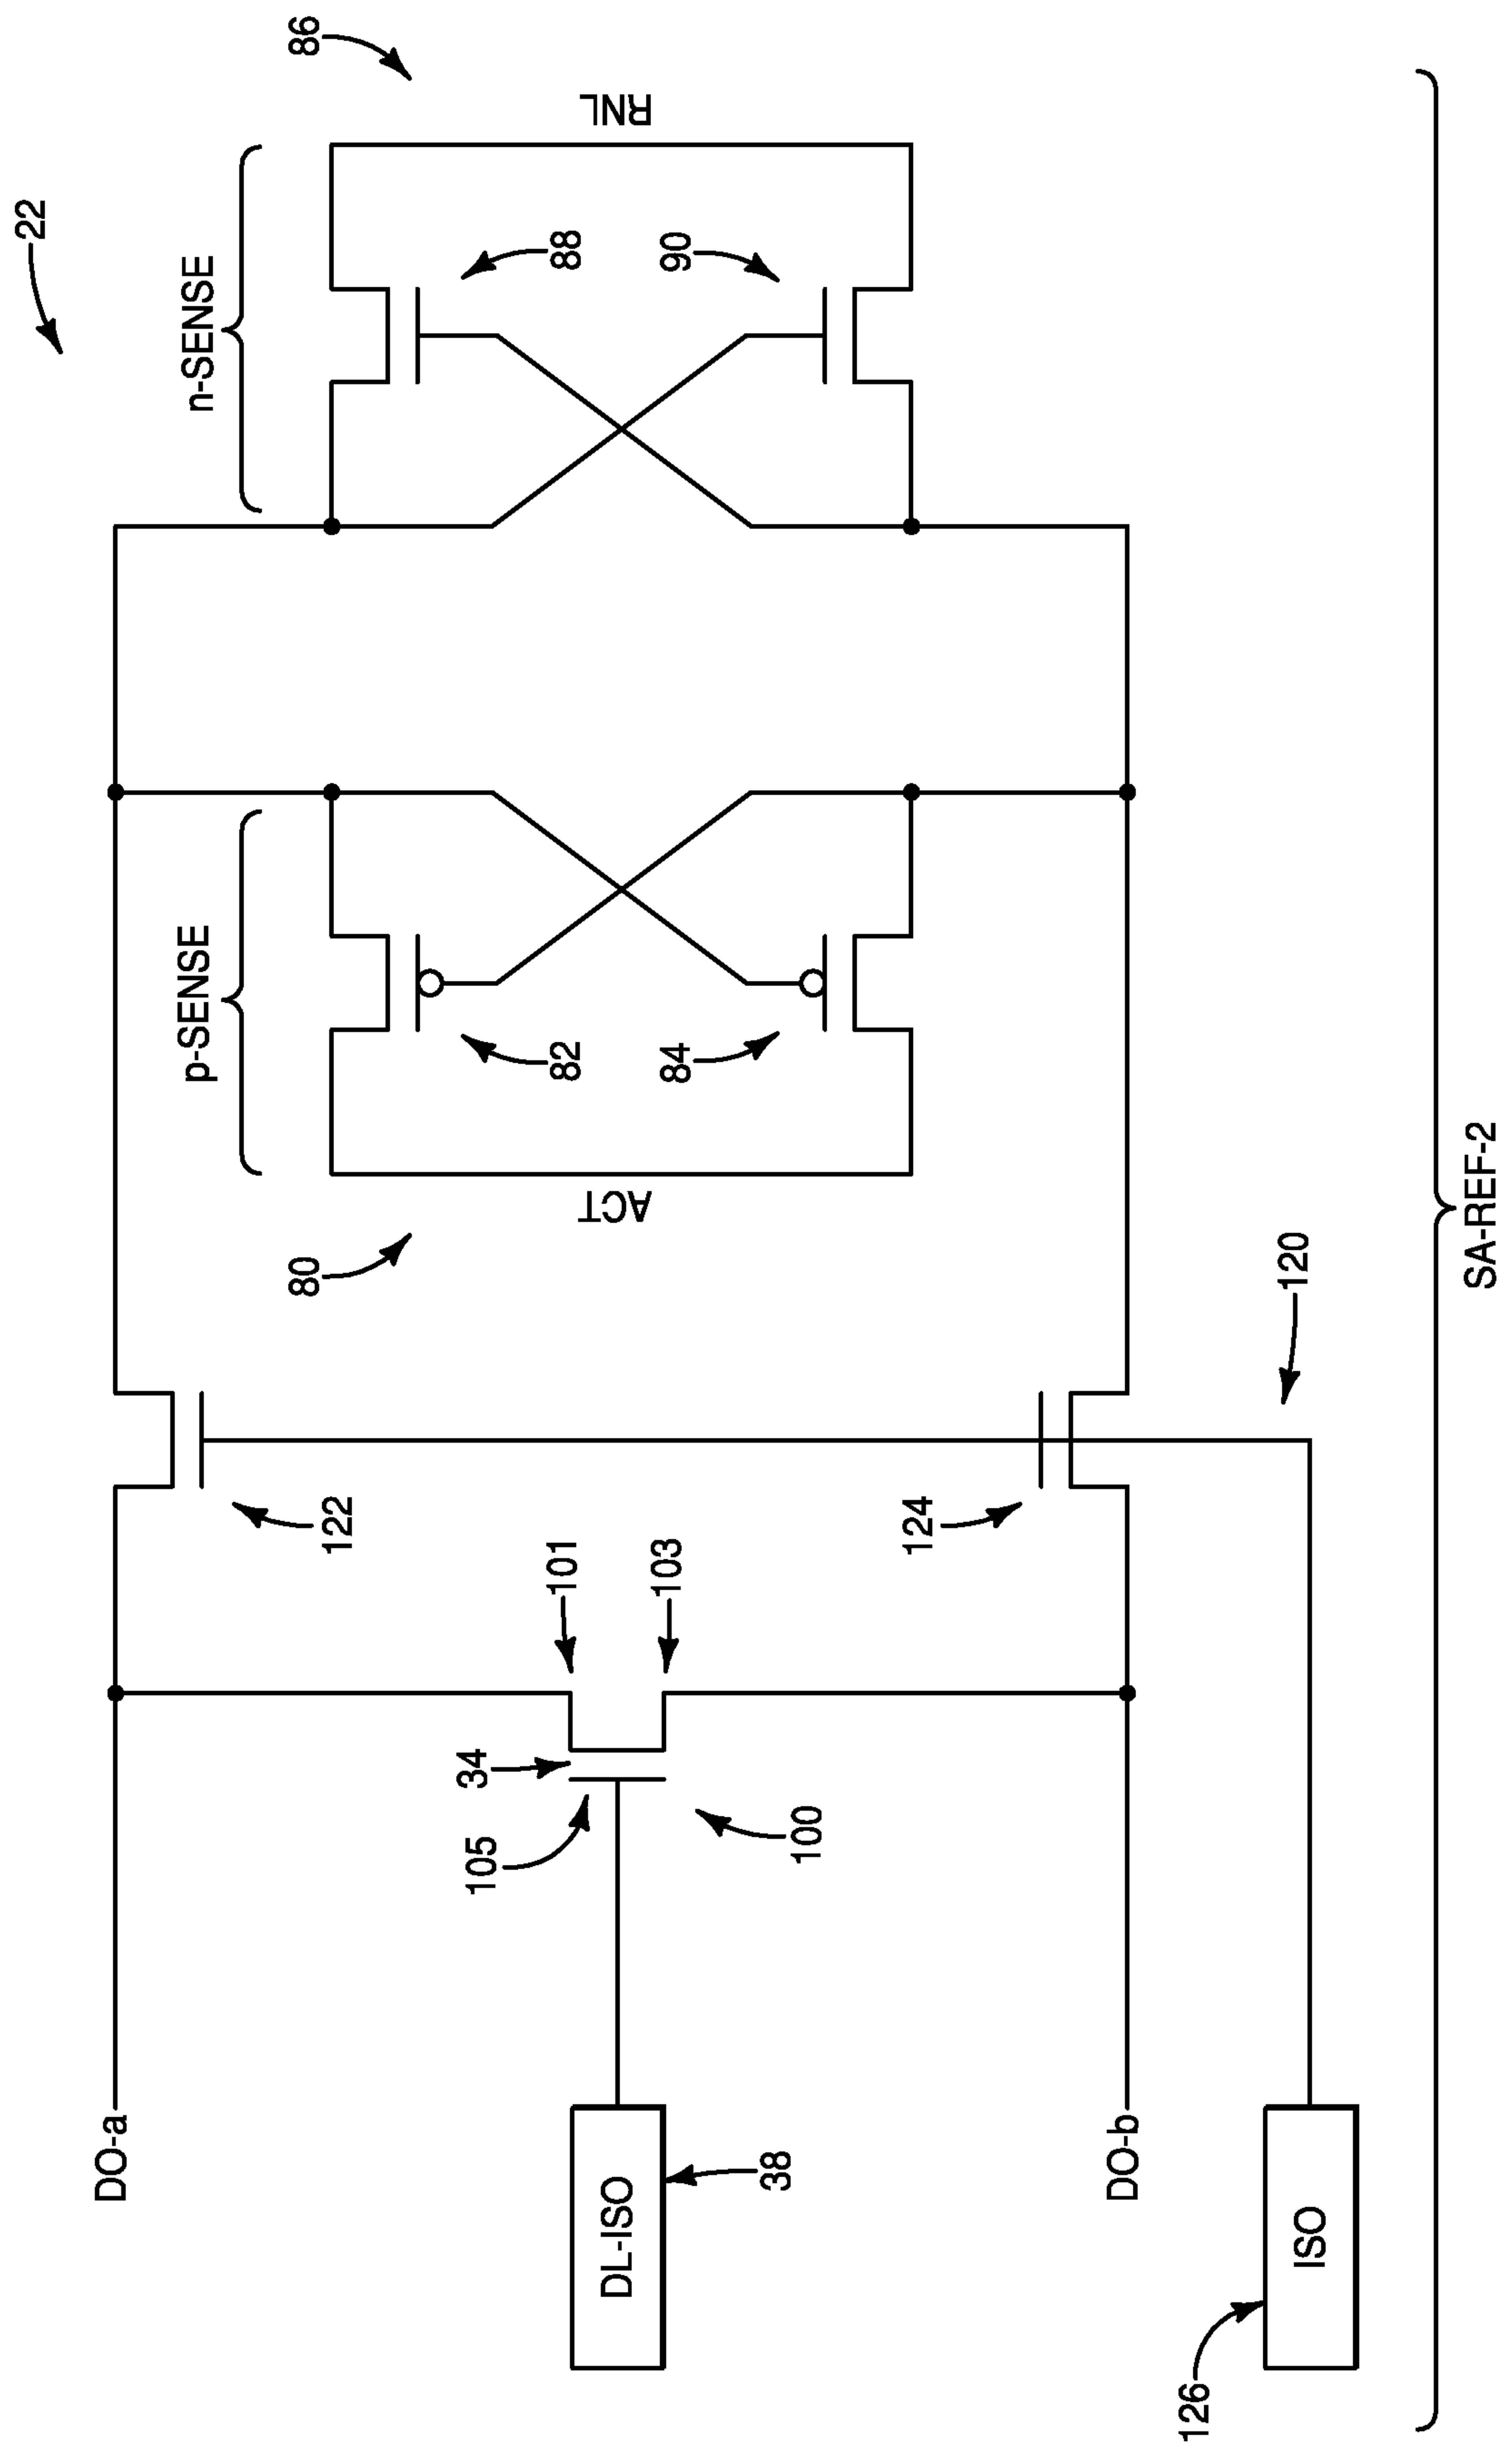 22
n-SENSE
86
RNL
88
90
p-SENSE
82
84
80
ACT
122
124
120
101
103
34
105
100
DO-a
DL-ISO
38
DO-b
ISO
126
SA-REF-2